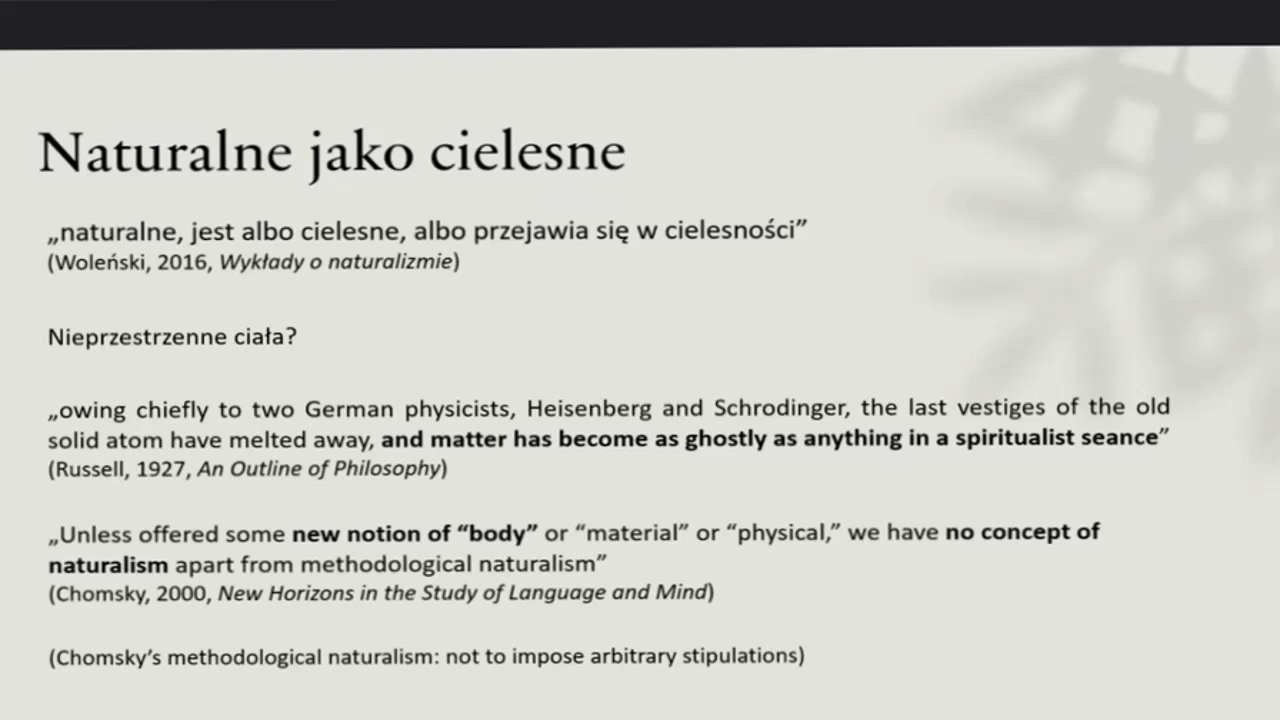 Naturalne jako cielesne
„naturalne, jest albo cielesne, albo przejawia się w cielesności”
(Woleński, 2016, Wykłady o naturalizmie)
Nieprzestrzenne ciała?
„owing chiefly to two German physicists, Heisenberg and Schrodinger, the last vestiges of the old
solid atom have melted away, and matter has become as ghostly as anything in a spiritualist seance”
(Russell, 1927, An Outline of Philosophy)
„Unless offered some new notion of “body” or “material” or “physical,” we have no concept of
naturalism apart from methodological naturalism”
(Chomsky, 2000, New Horizons in the Study of Language and Mind)
(Chomsky’s methodological naturalism: not to impose arbitrary stipulations)